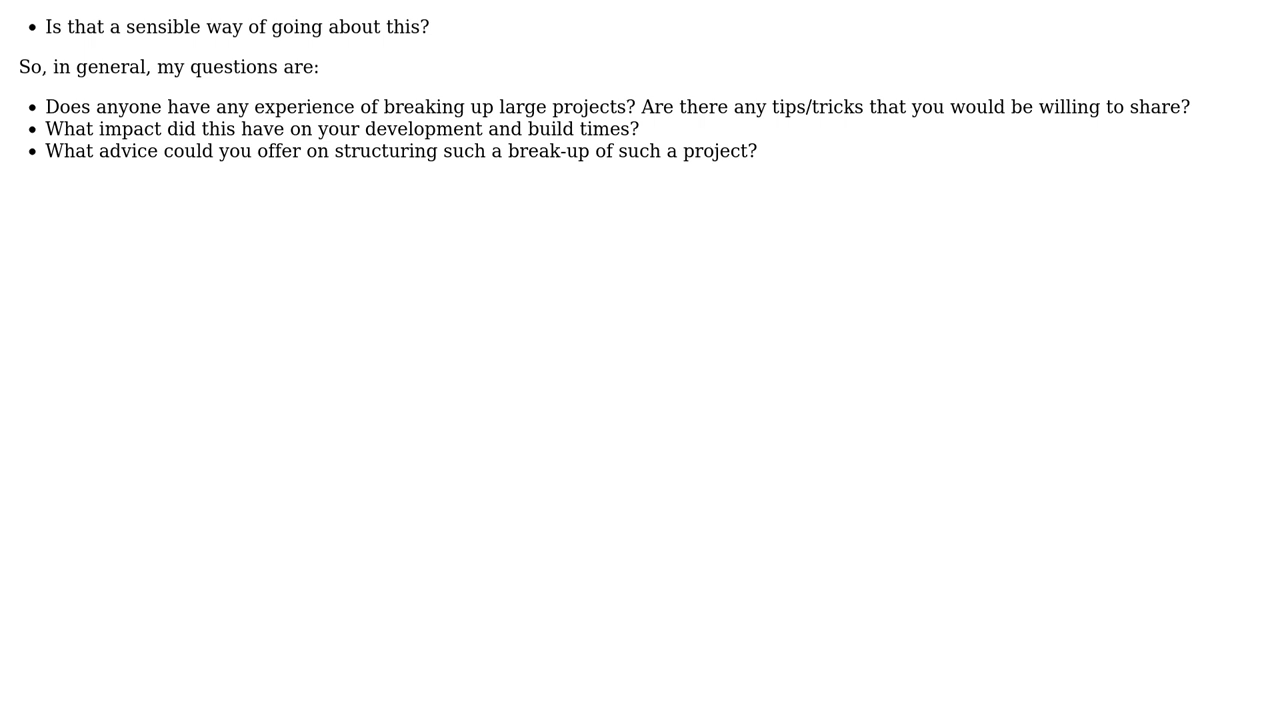 • Is that a sensible way of going about this?
So, in general, my questions are:
• Does anyone have any experience of breaking up large projects? Are there any tips/tricks that you would be willing to share?
• What impact did this have on your development and build times?
• What advice could you offer on structuring such a break-up of such a project?